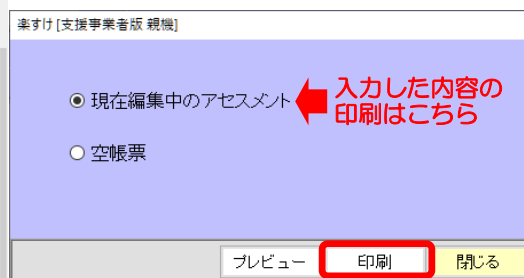 楽すけ [支援事業者版 親機]
現在編集中のアセスメント
入力した内容の
印刷はこちら
空帳票
プレビュー 印刷 閉じる